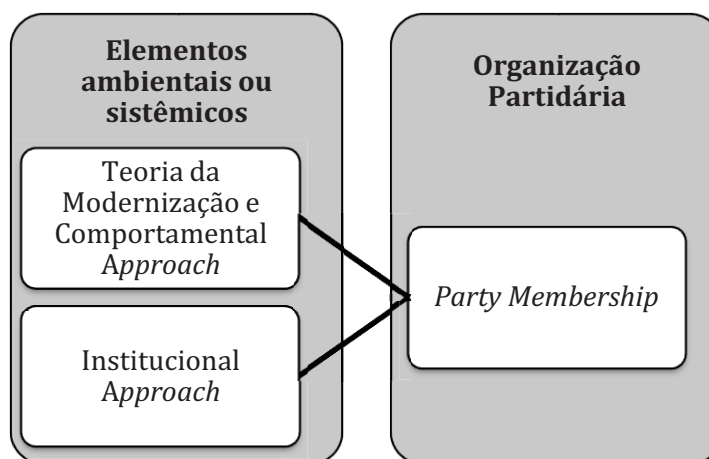 Elementos
ambientais ou
sistêmicos
Teoria da
Modernização e
Comportamental
Approach
Institucional
Approach
Organização
Partidária
Party Membership